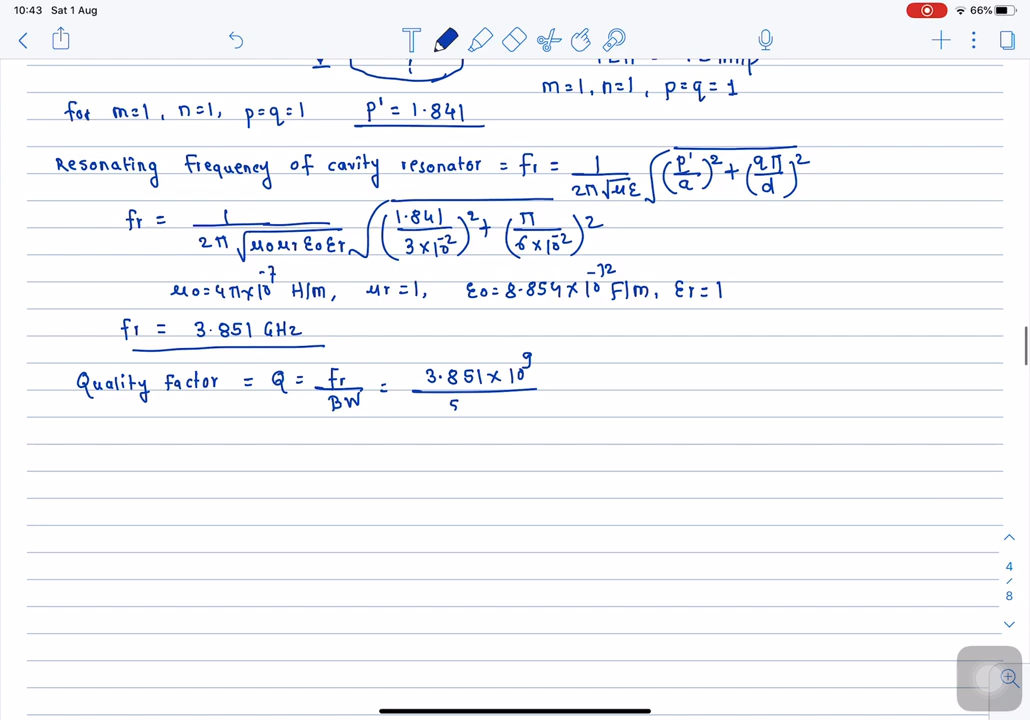 10:43 Sat 1 Aug 66%
T
m=1, n=1, p=q=1
for m=1, n=1, p=q=1 p' = 1.841
Resonating frequency of cavity resonator = fr = 1/(2π√με) √((p'/a)² + (qπ/d)²)
fr = 1/(2π√(μ0μrε0εr)) √((1.841/(3×10⁻²))² + (π/(6×10⁻²))²)
μ0=4π×10⁻⁷ H/m, μr=1, ε0=8.854×10⁻¹² F/m, εr=1
fr = 3.851 GHz
Quality factor = Q = fr/BW = 3.851×10⁹/5
4
/
8